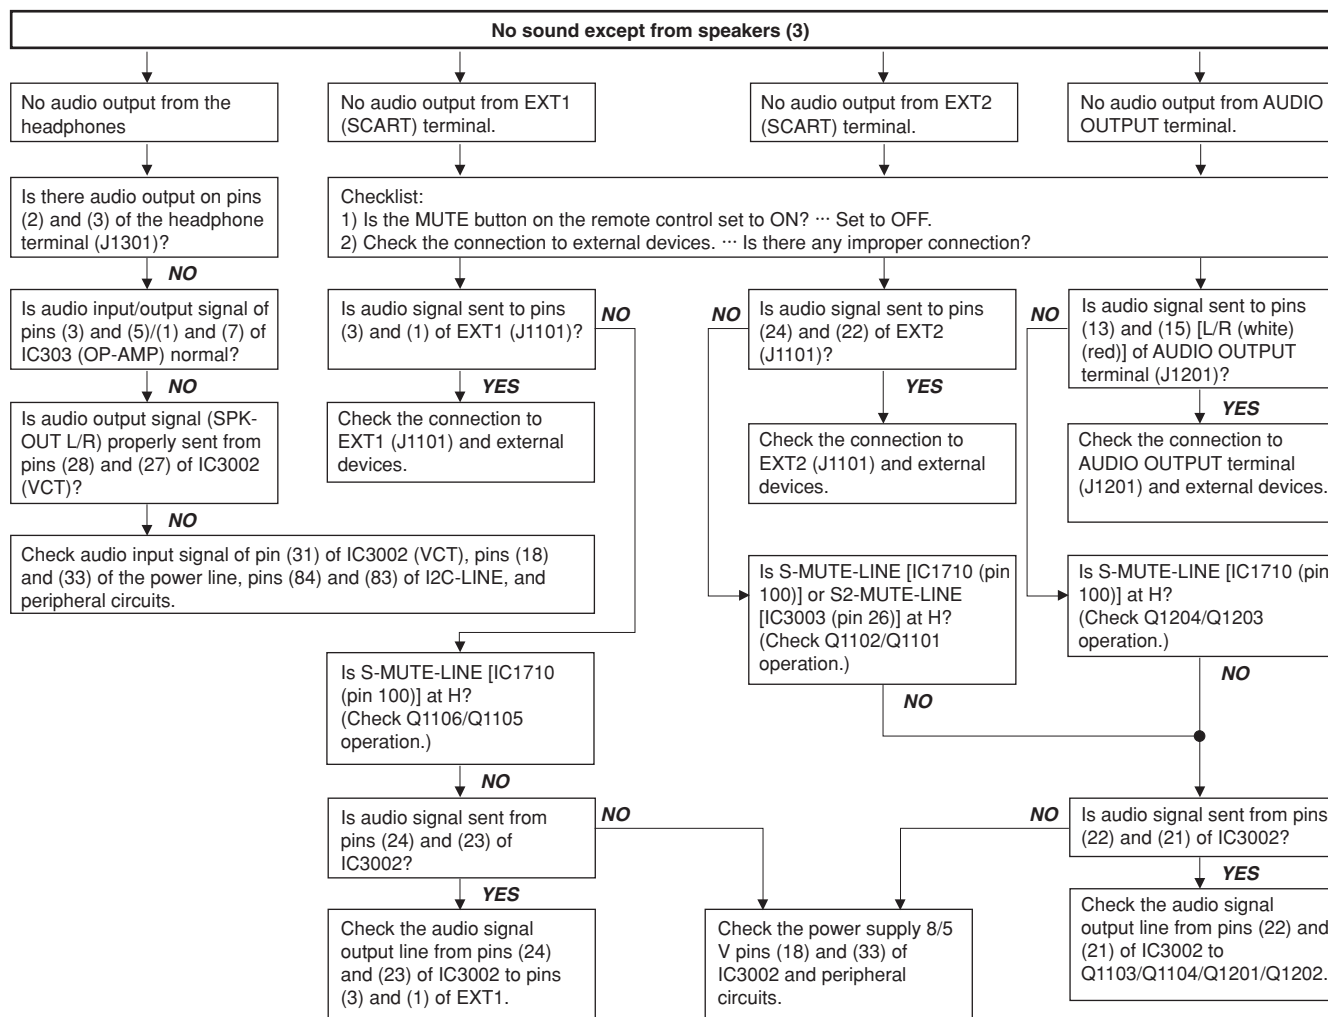 No sound except from speakers (3)
No audio output from the
headphones
No audio output from EXT1
(SCART) terminal.
No audio output from EXT2
(SCART) terminal.
No audio output from AUDIO
OUTPUT terminal.
Is there audio output on pins
(2) and (3) of the headphone
terminal (J1301)?
Checklist:
1) Is the MUTE button on the remote control set to ON? ··· Set to OFF.
2) Check the connection to external devices. ··· Is there any improper connection?
NO
Is audio input/output signal of
pins (3) and (5)/(1) and (7) of
IC303 (OP-AMP) normal?
Is audio signal sent to pins
(3) and (1) of EXT1 (J1101)?
NO
NO
Is audio signal sent to pins
(24) and (22) of EXT2
(J1101)?
NO
Is audio signal sent to pins
(13) and (15) [L/R (white)
(red)] of AUDIO OUTPUT
terminal (J1201)?
NO
YES
YES
YES
Is audio output signal (SPK-
OUT L/R) properly sent from
pins (28) and (27) of IC3002
(VCT)?
Check the connection to
EXT1 (J1101) and external
devices.
Check the connection to
EXT2 (J1101) and external
devices.
Check the connection to
AUDIO OUTPUT terminal
(J1201) and external devices.
NO
Check audio input signal of pin (31) of IC3002 (VCT), pins (18)
and (33) of the power line, pins (84) and (83) of I2C-LINE, and
peripheral circuits.
Is S-MUTE-LINE [IC1710 (pin
100)] or S2-MUTE-LINE
[IC3003 (pin 26)] at H?
(Check Q1102/Q1101
operation.)
Is S-MUTE-LINE [IC1710 (pin
100)] at H?
(Check Q1204/Q1203
operation.)
Is S-MUTE-LINE [IC1710
(pin 100)] at H?
(Check Q1106/Q1105
operation.)
NO
NO
NO
Is audio signal sent from
pins (24) and (23) of
IC3002?
NO
NO
Is audio signal sent from pins
(22) and (21) of IC3002?
YES
YES
Check the audio signal
output line from pins (24)
and (23) of IC3002 to pins
(3) and (1) of EXT1.
Check the power supply 8/5
V pins (18) and (33) of
IC3002 and peripheral
circuits.
Check the audio signal
output line from pins (22) and
(21) of IC3002 to
Q1103/Q1104/Q1201/Q1202.